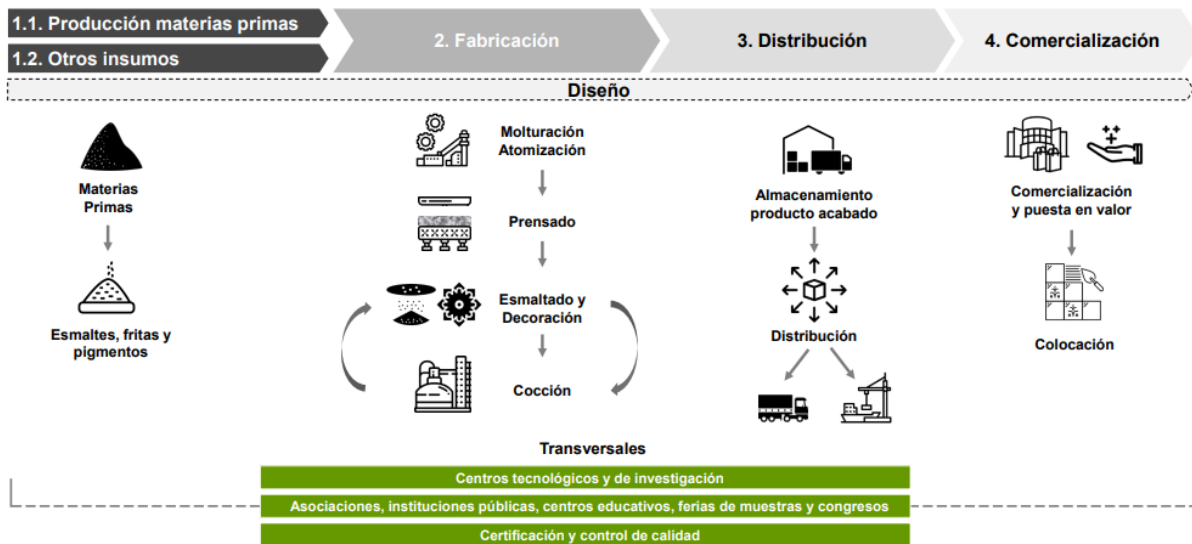 1.1. Producción materias primas
1.2. Otros insumos
2. Fabricación
3. Distribución
4. Comercialización
Diseño
Materias
Primas
Esmaltes, fritas y
pigmentos
Molturación
Atomización
Prensado
Esmaltado y
Decoración
Cocción
Almacenamiento
producto acabado
Distribución
Comercialización
y puesta en valor
Colocación
Transversales
Centros tecnológicos y de investigación
Asociaciones, instituciones públicas, centros educativos, ferias de muestras y congresos
Certificación y control de calidad